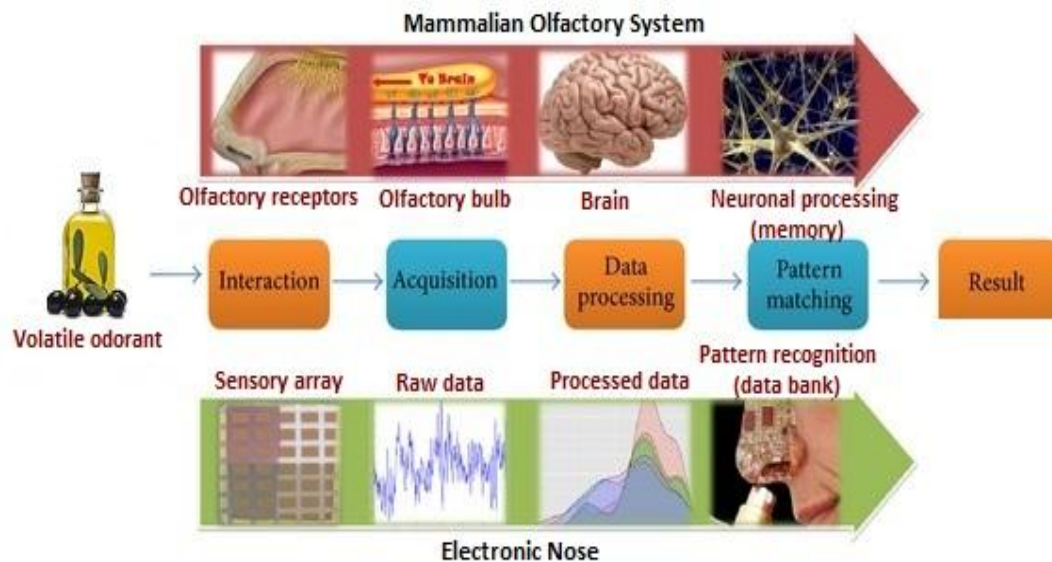 Mammalian Olfactory System
To Brain
Olfactory receptors
Olfactory bulb
Brain
Neuronal processing
(memory)
Volatile odorant
Interaction
Acquisition
Data
processing
Pattern
matching
Result
Sensory array
Raw data
Processed data
Pattern recognition
(data bank)
Electronic Nose